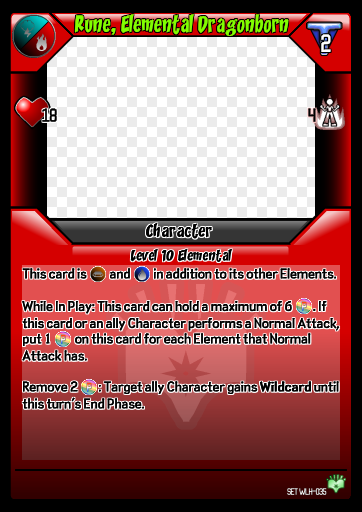 Rune, Elemental Dragonborn
2
18
4
Character
Level 10 Elemental
This card is and in addition to its other Elements.
While In Play: This card can hold a maximum of 6 . If
this card or an ally Character performs a Normal Attack,
put 1 on this card for each Element that Normal
Attack has.
Remove 2 : Target ally Character gains Wildcard until
this turn's End Phase.
SET WLH-035